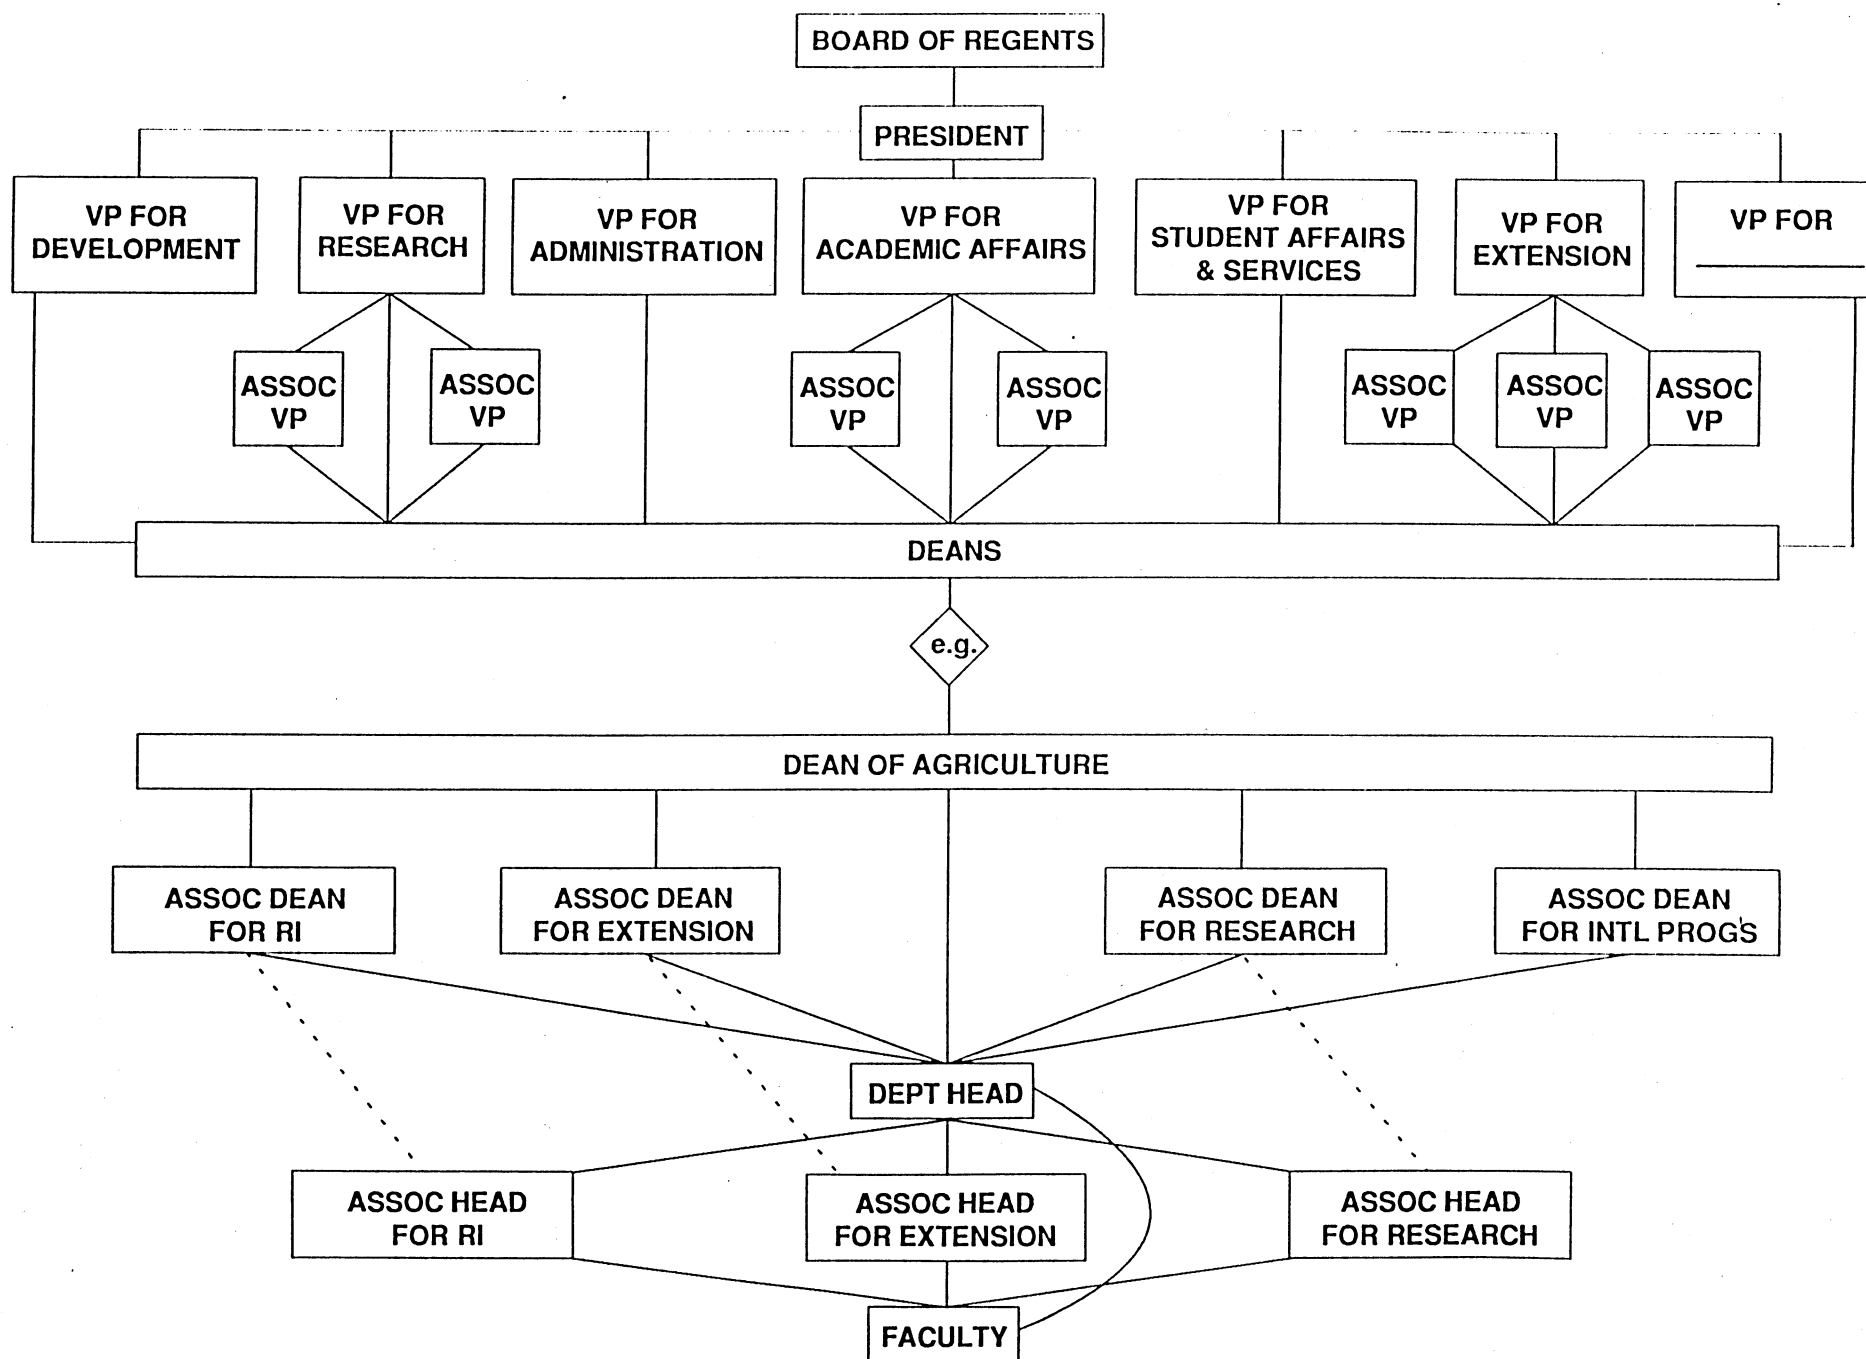 BOARD OF REGENTS
PRESIDENT
VP FOR
DEVELOPMENT
VP FOR
RESEARCH
VP FOR
ADMINISTRATION
VP FOR
ACADEMIC AFFAIRS
VP FOR
STUDENT AFFAIRS
& SERVICES
VP FOR
EXTENSION
VP FOR
ASSOC
VP
ASSOC
VP
ASSOC
VP
ASSOC
VP
ASSOC
VP
ASSOC
VP
ASSOC
VP
DEANS
e.g.
DEAN OF AGRICULTURE
ASSOC DEAN
FOR RI
ASSOC DEAN
FOR EXTENSION
ASSOC DEAN
FOR RESEARCH
ASSOC DEAN
FOR INTL PROG'S
DEPT HEAD
ASSOC HEAD
FOR RI
ASSOC HEAD
FOR EXTENSION
ASSOC HEAD
FOR RESEARCH
FACULTY